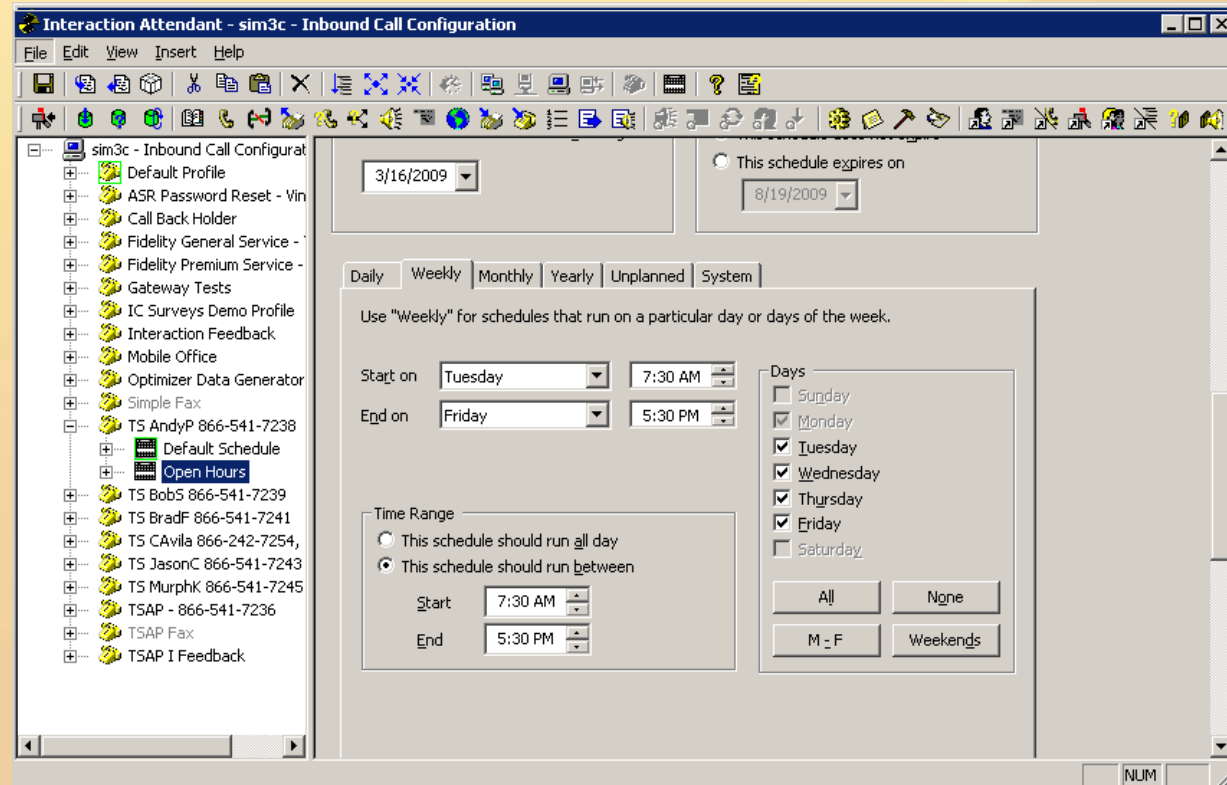 Interaction Attendant - sim3c - Inbound Call Configuration
File Edit View Insert Help
sim3c - Inbound Call Configurat
Default Profile
ASR Password Reset - Vin
Call Back Holder
Fidelity General Service -
Fidelity Premium Service -
Gateway Tests
IC Surveys Demo Profile
Interaction Feedback
Mobile Office
Optimizer Data Generator
Simple Fax
TS AndyP 866-541-7238
Default Schedule
Open Hours
TS BobS 866-541-7239
TS BradF 866-541-7241
TS CAvila 866-242-7254,
TS JasonC 866-541-7243
TS MurphK 866-541-7245
TSAP - 866-541-7236
TSAP Fax
TSAP I Feedback
3/16/2009
This schedule expires on
8/19/2009
Daily Weekly Monthly Yearly Unplanned System
Use "Weekly" for schedules that run on a particular day or days of the week.
Start on Tuesday 7:30 AM
End on Friday 5:30 PM
Days
Sunday
Monday
Tuesday
Wednesday
Thursday
Friday
Saturday
All None
M - F Weekends
Time Range
This schedule should run all day
This schedule should run between
Start 7:30 AM
End 5:30 PM
NUM